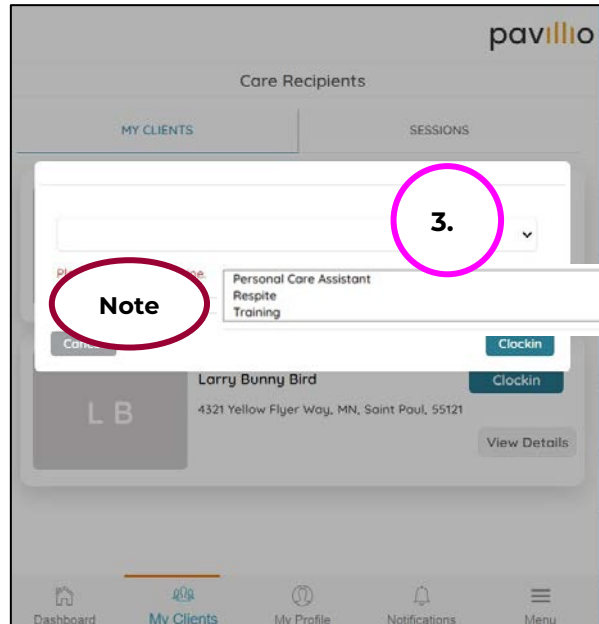 pavillio
Care Recipients
MY CLIENTS
SESSIONS
3.
Note
Personal Care Assistant
Respite
Training
Clockin
Larry Bunny Bird
Clockin
L B
4321 Yellow Flyer Way, MN, Saint Paul, 55121
View Details
Dashboard
My Clients
My Profile
Notifications
Menu